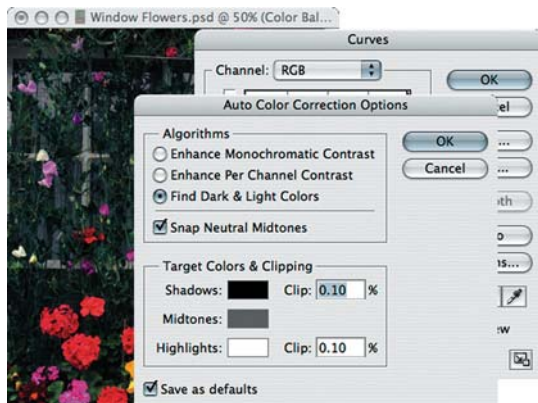 Window Flowers.psd @ 50% (Color Bal...
Curves
Channel: RGB
OK
Auto Color Correction Options
Algorithms
Enhance Monochromatic Contrast
Enhance Per Channel Contrast
Find Dark & Light Colors
Snap Neutral Midtones
OK
Cancel
Target Colors & Clipping
Shadows: Clip: 0.10 %
Midtones:
Highlights: Clip: 0.10 %
Save as defaults